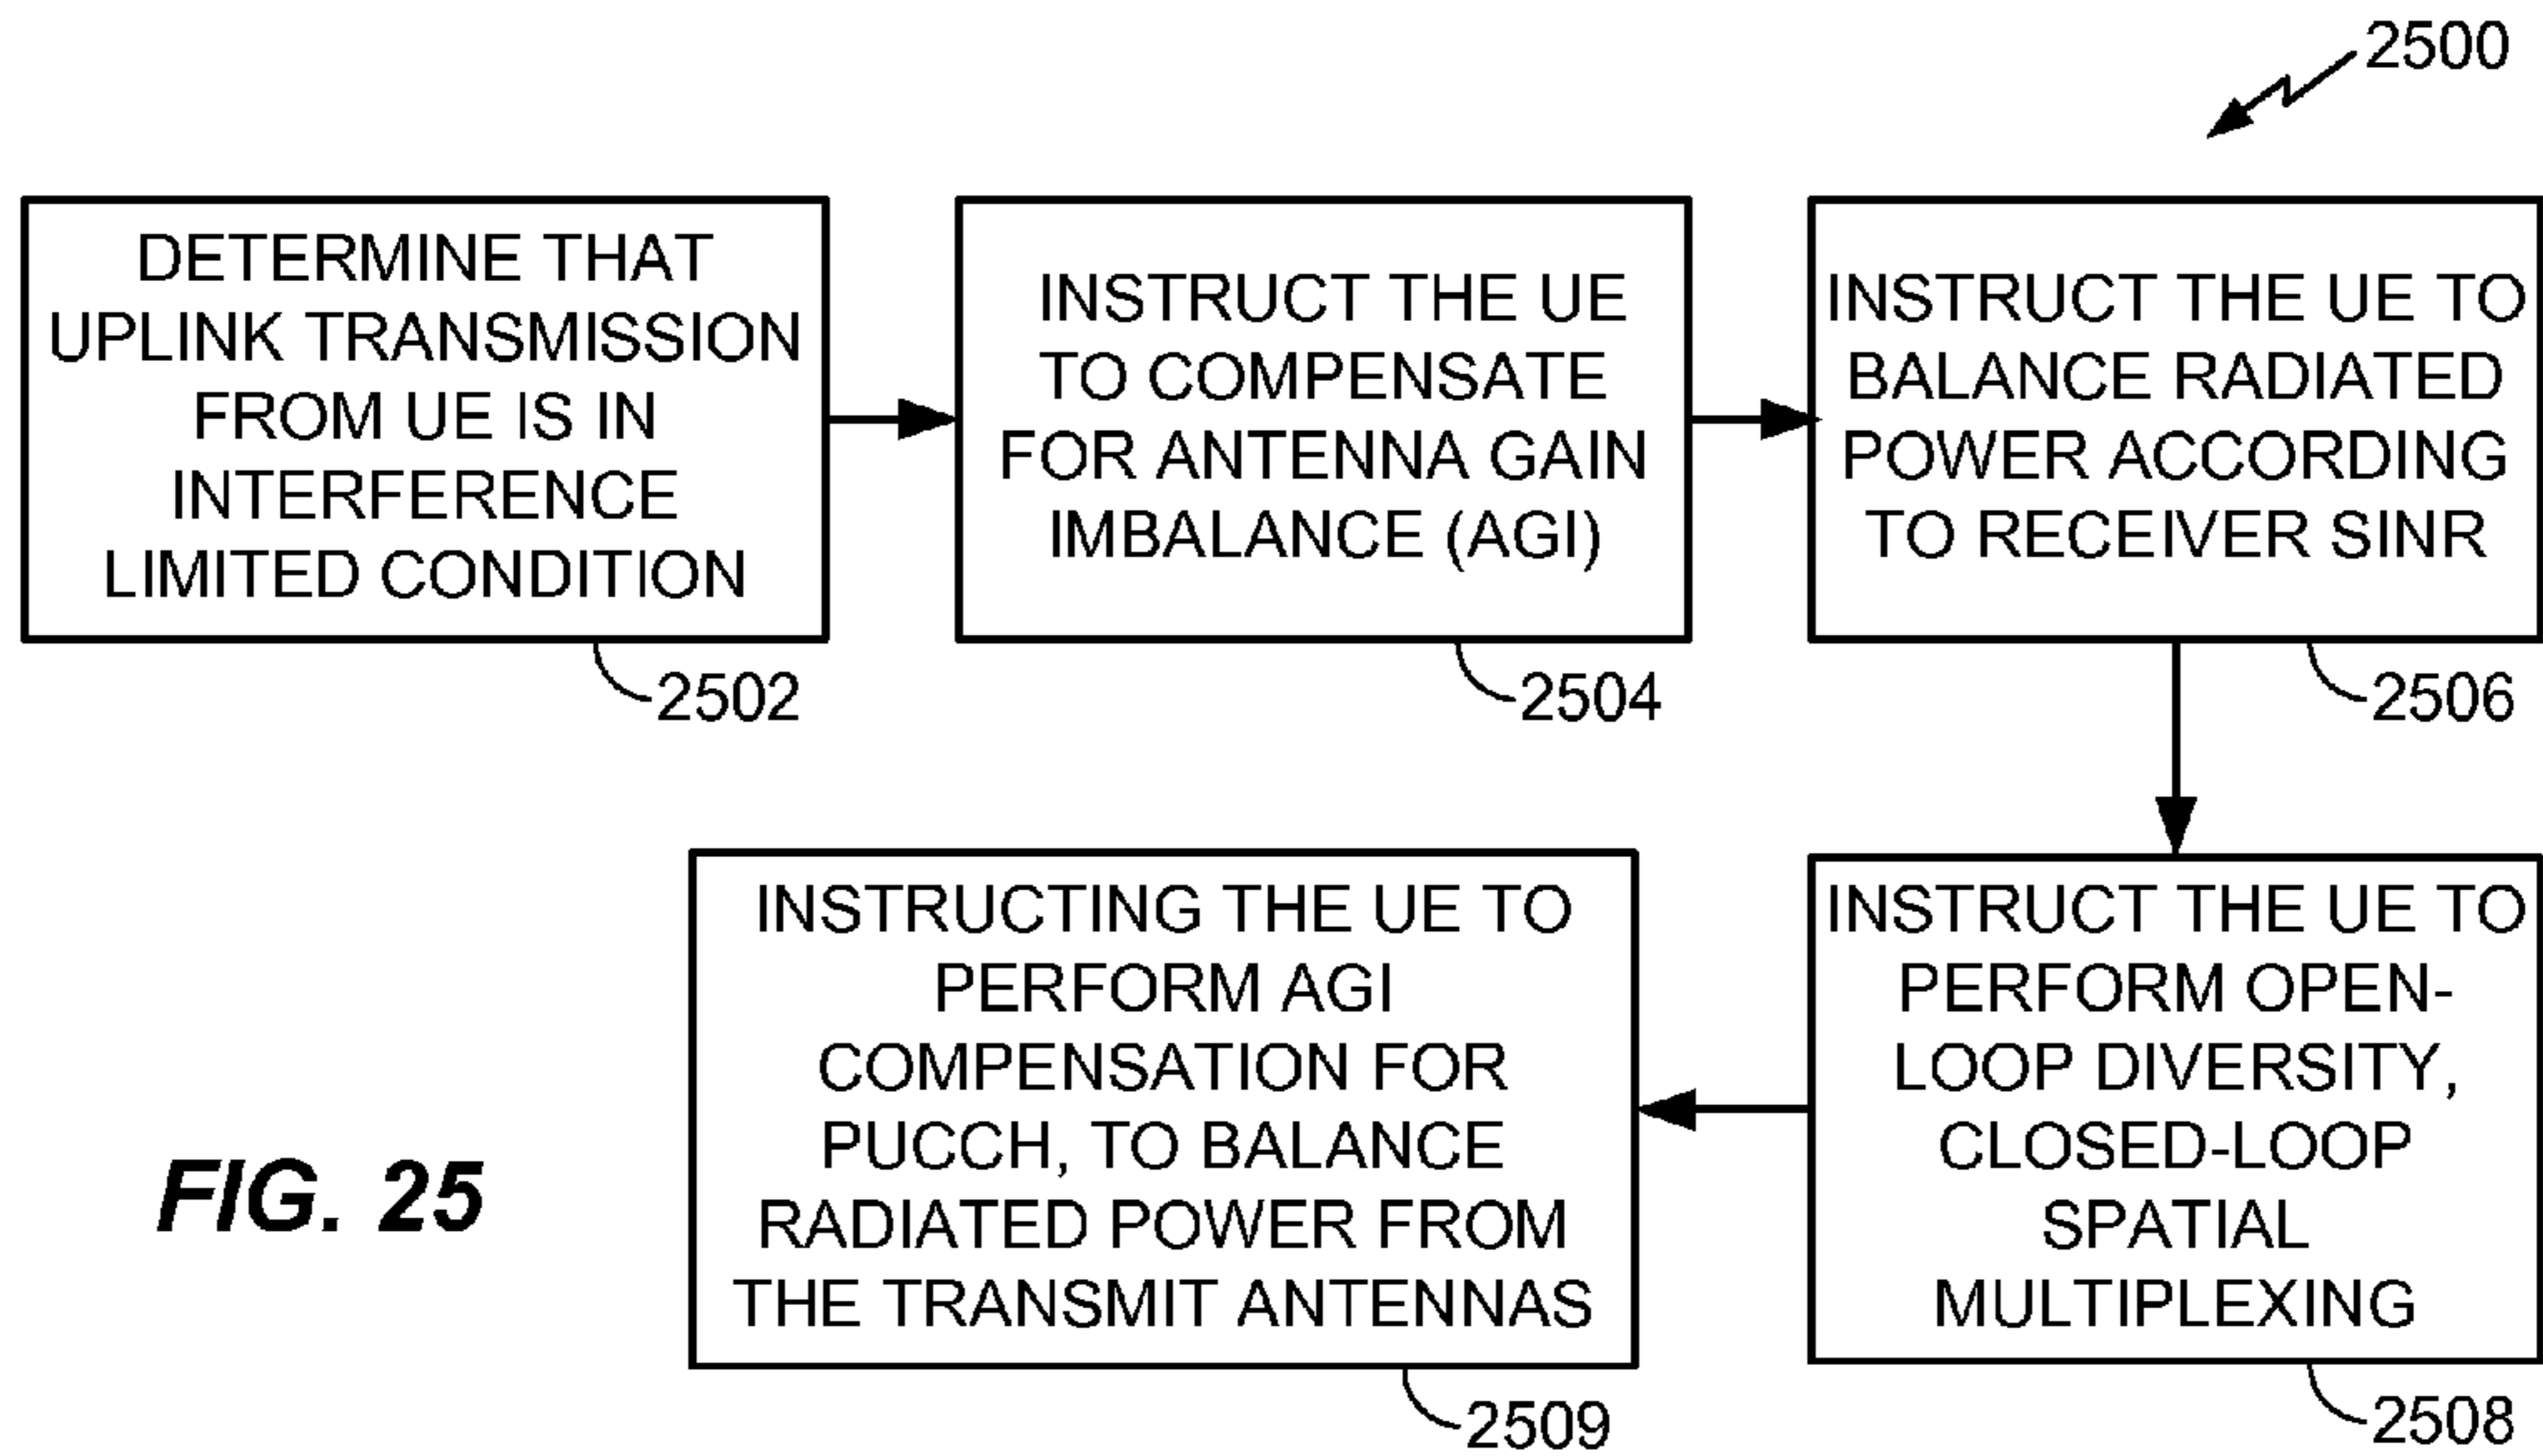 2500
DETERMINE THAT
UPLINK TRANSMISSION
FROM UE IS IN
INTERFERENCE
LIMITED CONDITION
2502
INSTRUCT THE UE
TO COMPENSATE
FOR ANTENNA GAIN
IMBALANCE (AGI)
2504
INSTRUCT THE UE TO
BALANCE RADIATED
POWER ACCORDING
TO RECEIVER SINR
2506
INSTRUCT THE UE TO
PERFORM OPEN-
LOOP DIVERSITY,
CLOSED-LOOP
SPATIAL
MULTIPLEXING
2508
INSTRUCTING THE UE TO
PERFORM AGI
COMPENSATION FOR
PUCCH, TO BALANCE
RADIATED POWER FROM
THE TRANSMIT ANTENNAS
2509
FIG. 25